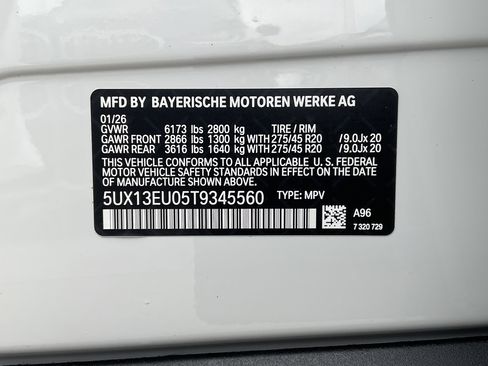 MFD BY BAYERISCHE MOTOREN WERKE AG
01/26
GVWR 6173 lbs 2800 kg TIRE / RIM
GAWR FRONT 2866 lbs 1300 kg WITH 275/45 R20 /9.0Jx 20
GAWR REAR 3616 lbs 1640 kg WITH 275/45 R20 /9.0Jx 20
THIS VEHICLE CONFORMS TO ALL APPLICABLE U. S. FEDERAL
MOTOR VEHICLE SAFETY STANDARDS IN EFFECT ON THE
DATE OF MANUFACTURE SHOWN ABOVE.
5UX13EU05T9345560 TYPE: MPV
A96
7 320 729